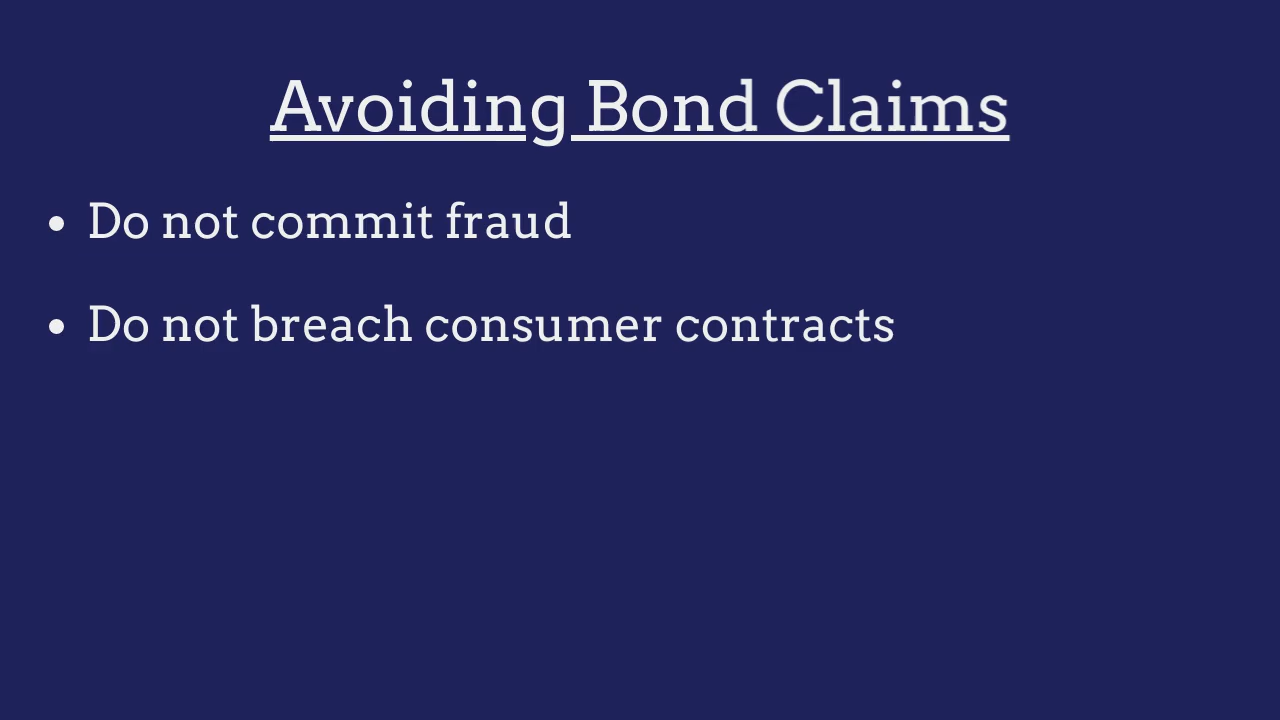 Avoiding Bond Claims
• Do not commit fraud
• Do not breach consumer contracts